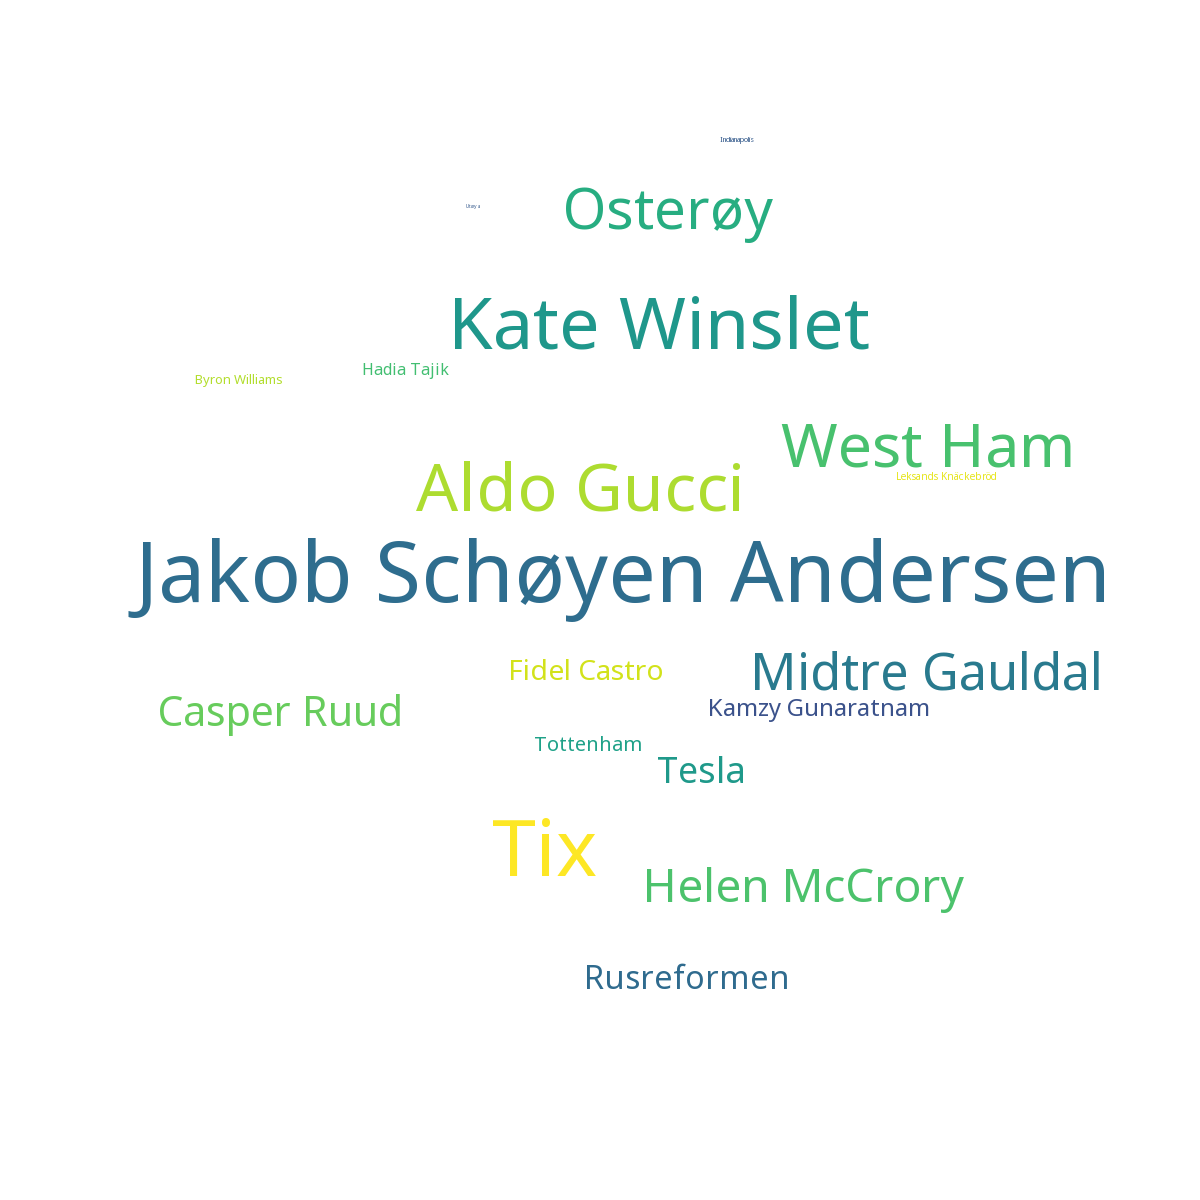 Indianapolis
Osterøy
Kate Winslet
Hadia Tajik
Byron Williams
West Ham
Leksands Knäckebröd
Aldo Gucci
Jakob Schøyen Andersen
Midtre Gauldal
Fidel Castro
Kamzy Gunaratnam
Casper Ruud
Tottenham
Tesla
Tix
Helen McCrory
Rusreformen